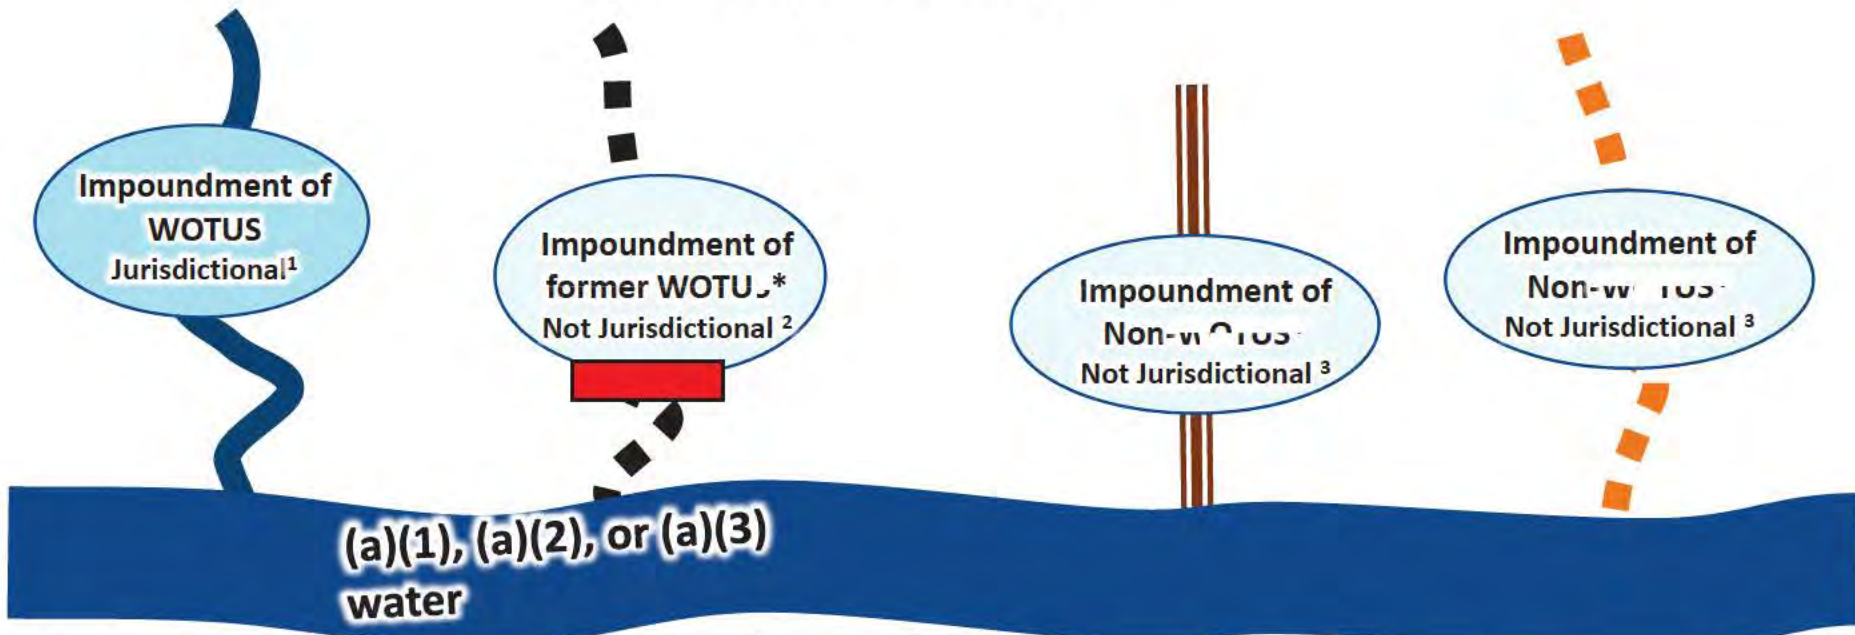 Impoundment of
WOTUS
Jurisdictional¹
Impoundment of
former
Not Jurisdictional ²
Impoundment of
Not Jurisdictional ³
Impoundment of
Not Jurisdictional ³
(a)(1), (a)(2), or (a)(3)
water